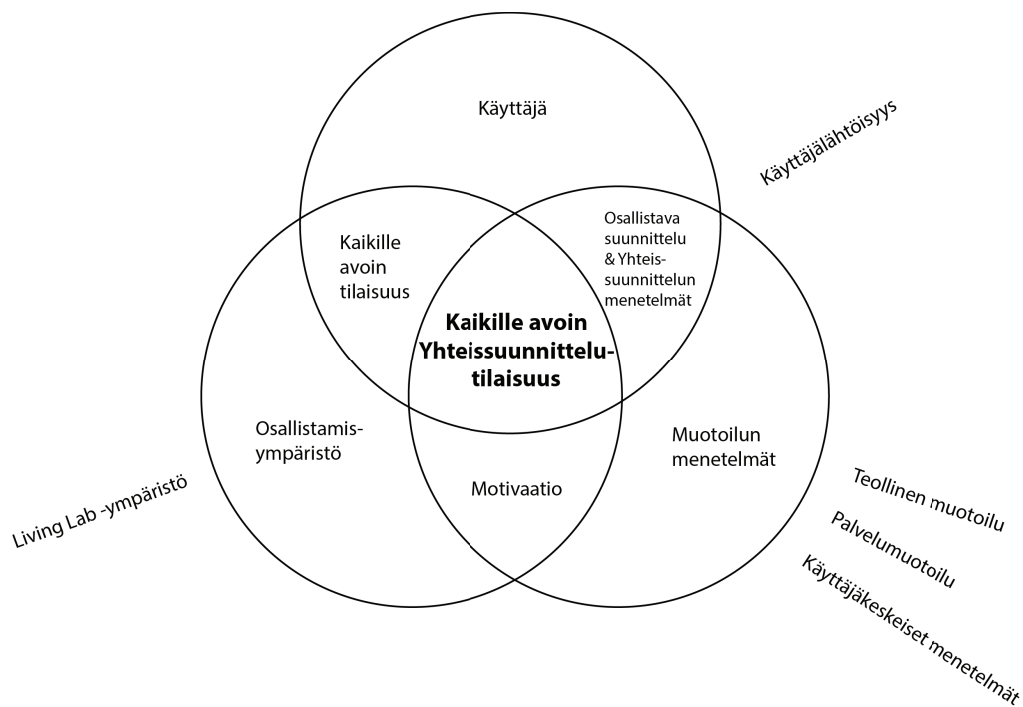 Käyttäjä
Käyttäjälähtöisyys
Kaikille
avoin
tilaisuus
Osallistava
suunnittelu
& Yhteis-
suunnittelun
menetelmät
Kaikille avoin
Yhteissuunnittelu-
tilaisuus
Osallistamis-
ympäristö
Muotoilun
menetelmät
Motivaatio
Living Lab -ympäristö
Teollinen muotoilu
Palvelumuotoilu
Käyttäjäkeskeiset menetelmät